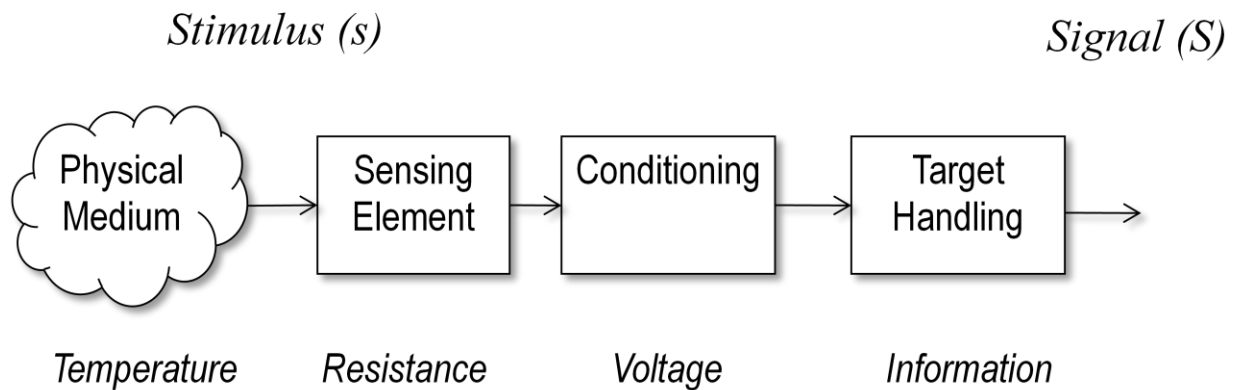 Stimulus (s)
Signal (S)
Physical
Medium
Sensing
Element
Conditioning
Target
Handling
Temperature
Resistance
Voltage
Information